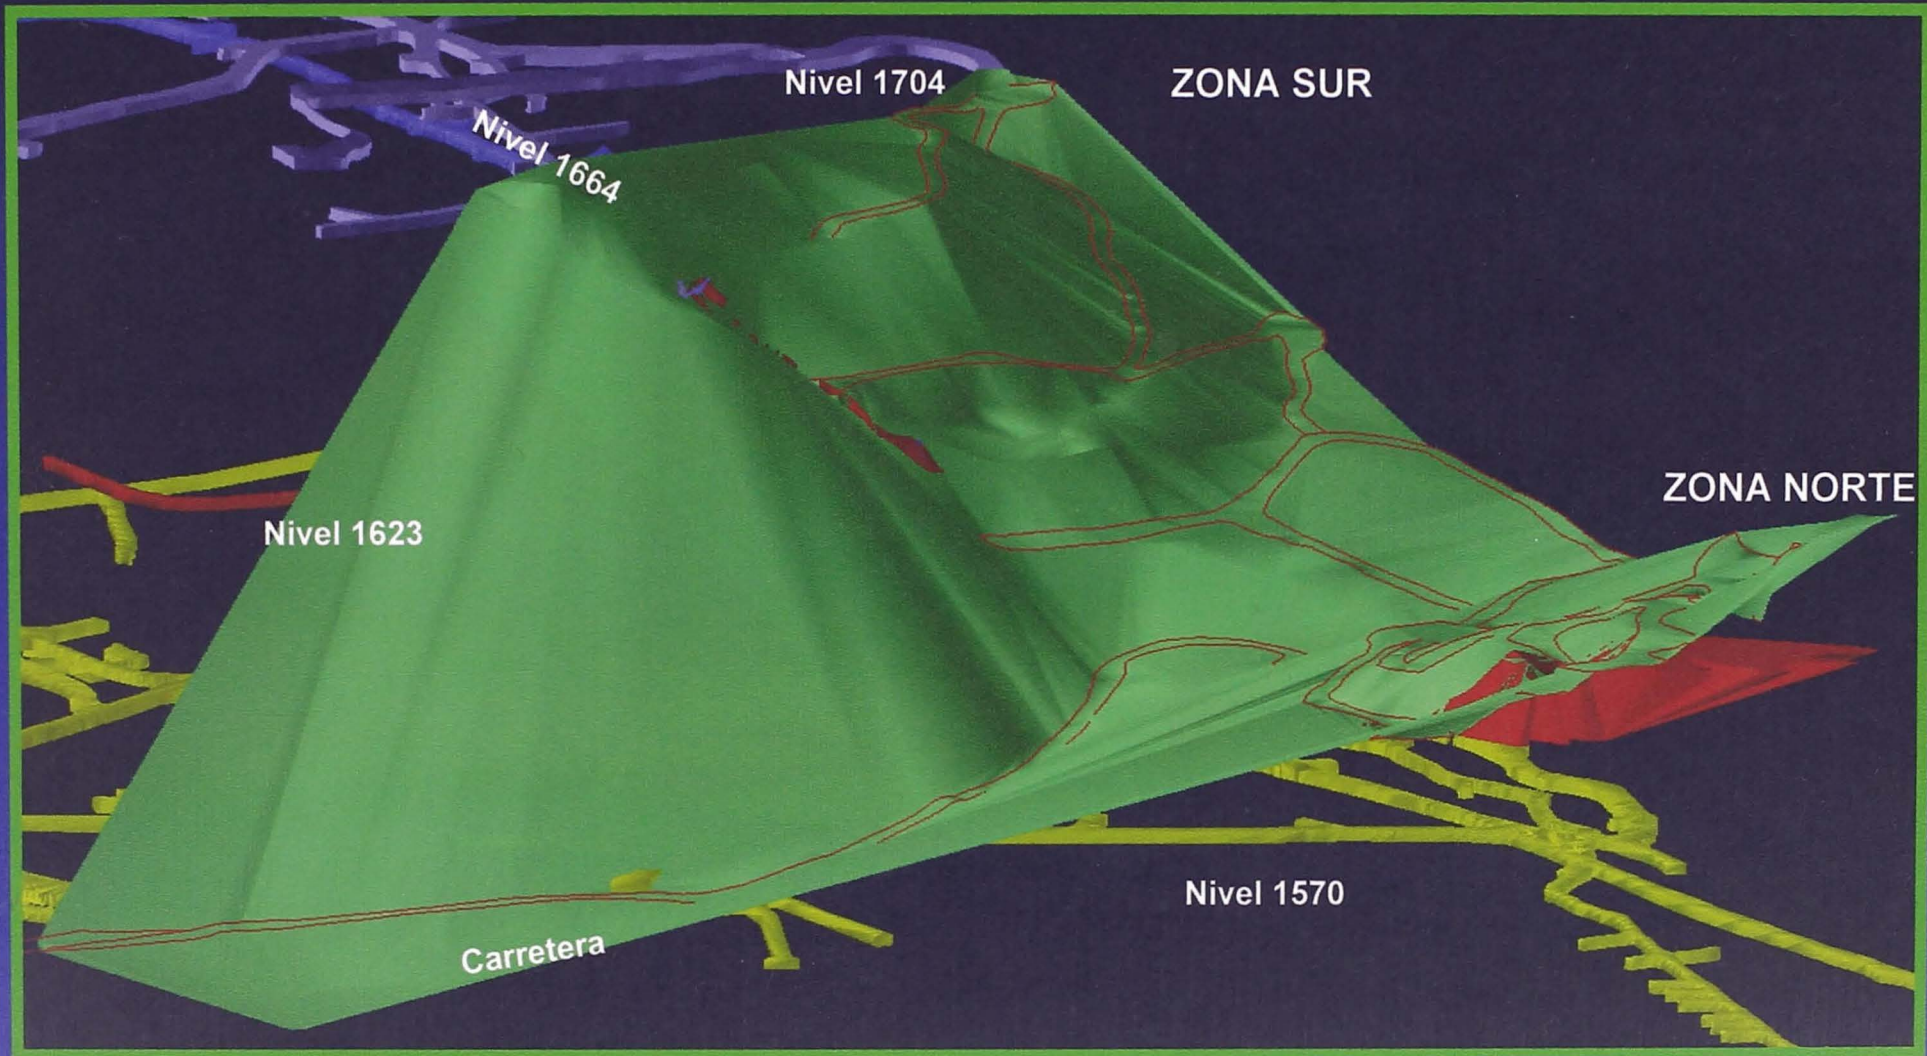 Nivel 1704
ZONA SUR
Nivel 1664
ZONA NORTE
Nivel 1623
Nivel 1570
Carretera